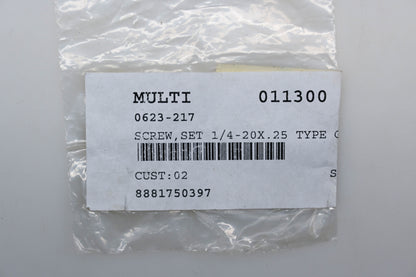 MULTI 011300
0623-217
SCREW,SET 1/4-20X.25 TYPE G
CUST:02 S
8881750397